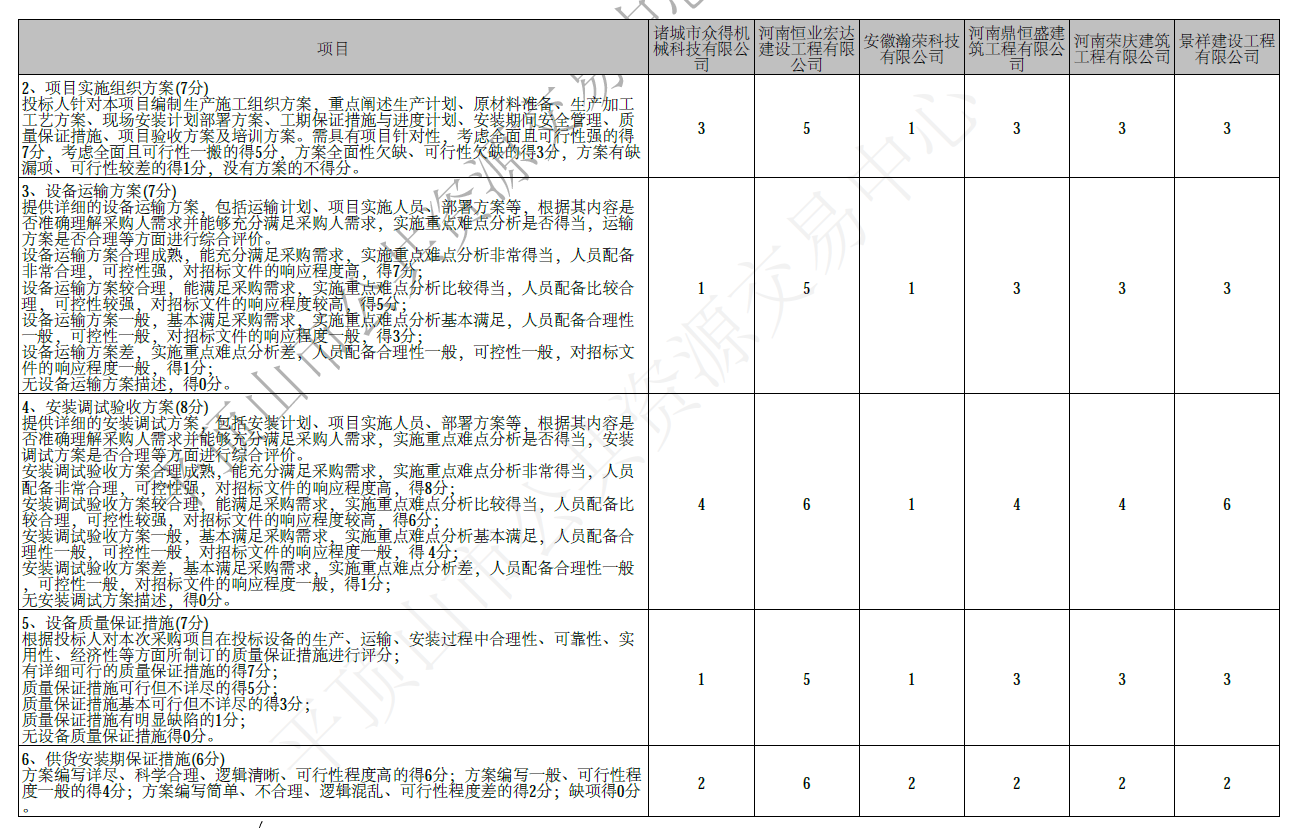 项目
诸城市众得机
械科技有限公
司
河南恒业宏达
建设工程有限
公司
安徽瀚荣科技
有限公司
河南鼎恒盛建
筑工程有限公
司
河南荣庆建筑
工程有限公司
景祥建设工程
有限公司
2、项目实施组织方案(7分)
投标人针对本项目编制生产施工组织方案，重点阐述生产计划、原材料准备、生产加工
工艺方案、现场安装计划部署方案、工期保证措施与进度计划、安装期间安全管理、质
量保证措施、项目验收方案及培训方案。需具有项目针对性，考虑全面且可行性强的得
7分，考虑全面且可行性一搬的得5分，方案全面性欠缺、可行性欠缺的得3分，方案有缺
漏项、可行性较差的得1分，没有方案的不得分。
3 5 1 3 3 3
3、设备运输方案(7分)
提供详细的设备运输方案，包括运输计划、项目实施人员、部署方案等，根据其内容是
否准确理解采购人需求并能够充分满足采购人需求，实施重点难点分析是否得当，运输
方案是否合理等方面进行综合评价。
设备运输方案合理成熟，能充分满足采购需求，实施重点难点分析非常得当，人员配备
非常合理，可控性强，对招标文件的响应程度高，得7分；
设备运输方案较合理，能满足采购需求，实施重点难点分析比较得当，人员配备比较合
理，可控性较强，对招标文件的响应程度较高，得5分；
设备运输方案一般，基本满足采购需求，实施重点难点分析基本满足，人员配备合理性
一般，可控性一般，对招标文件的响应程度一般，得3分；
设备运输方案差，实施重点难点分析差，人员配备合理性一般，可控性一般，对招标文
件的响应程度一般，得1分；
无设备运输方案描述，得0分。
1 5 1 3 3 3
4、安装调试验收方案(8分)
提供详细的安装调试方案，包括安装计划、项目实施人员、部署方案等，根据其内容是
否准确理解采购人需求并能够充分满足采购人需求，实施重点难点分析是否得当，安装
调试方案是否合理等方面进行综合评价。
安装调试验收方案合理成熟，能充分满足采购需求，实施重点难点分析非常得当，人员
配备非常合理，可控性强，对招标文件的响应程度高，得8分；
安装调试验收方案较合理，能满足采购需求，实施重点难点分析比较得当，人员配备比
较合理，可控性较强，对招标文件的响应程度较高，得6分；
安装调试验收方案一般，基本满足采购需求，实施重点难点分析基本满足，人员配备合
理性一般，可控性一般，对招标文件的响应程度一般，得 4分；
安装调试验收方案差，基本满足采购需求，实施重点难点分析差，人员配备合理性一般
，可控性一般，对招标文件的响应程度一般，得1分；
无安装调试方案描述，得0分。
4 6 1 4 4 6
5、设备质量保证措施(7分)
根据投标人对本次采购项目在投标设备的生产、运输、安装过程中合理性、可靠性、实
用性、经济性等方面所制订的质量保证措施进行评分；
有详细可行的质量保证措施的得7分；
质量保证措施可行但不详尽的得5分；
质量保证措施基本可行但不详尽的得3分；
质量保证措施有明显缺陷的1分；
无设备质量保证措施得0分。
1 5 1 3 3 3
6、供货安装期保证措施(6分)
方案编写详尽、科学合理、逻辑清晰、可行性程度高的得6分；方案编写一般、可行性程
度一般的得4分；方案编写简单、不合理、逻辑混乱、可行性程度差的得2分；缺项得0分
。
2 6 2 2 2 2
平顶山市公共资源交易中心
平顶山市公共资源交易中心